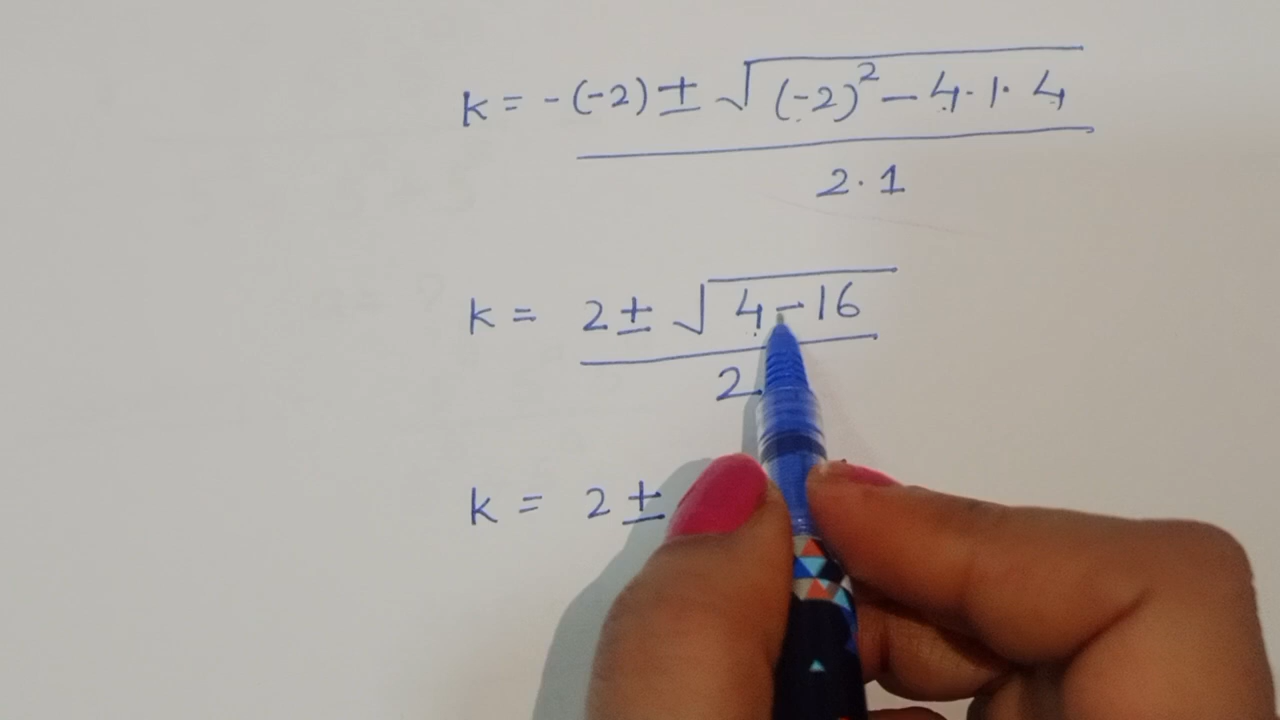 k = -(-2) ± √(-2)² - 4·1·4
2·1
k = 2 ± √4-16
2
k = 2 ±